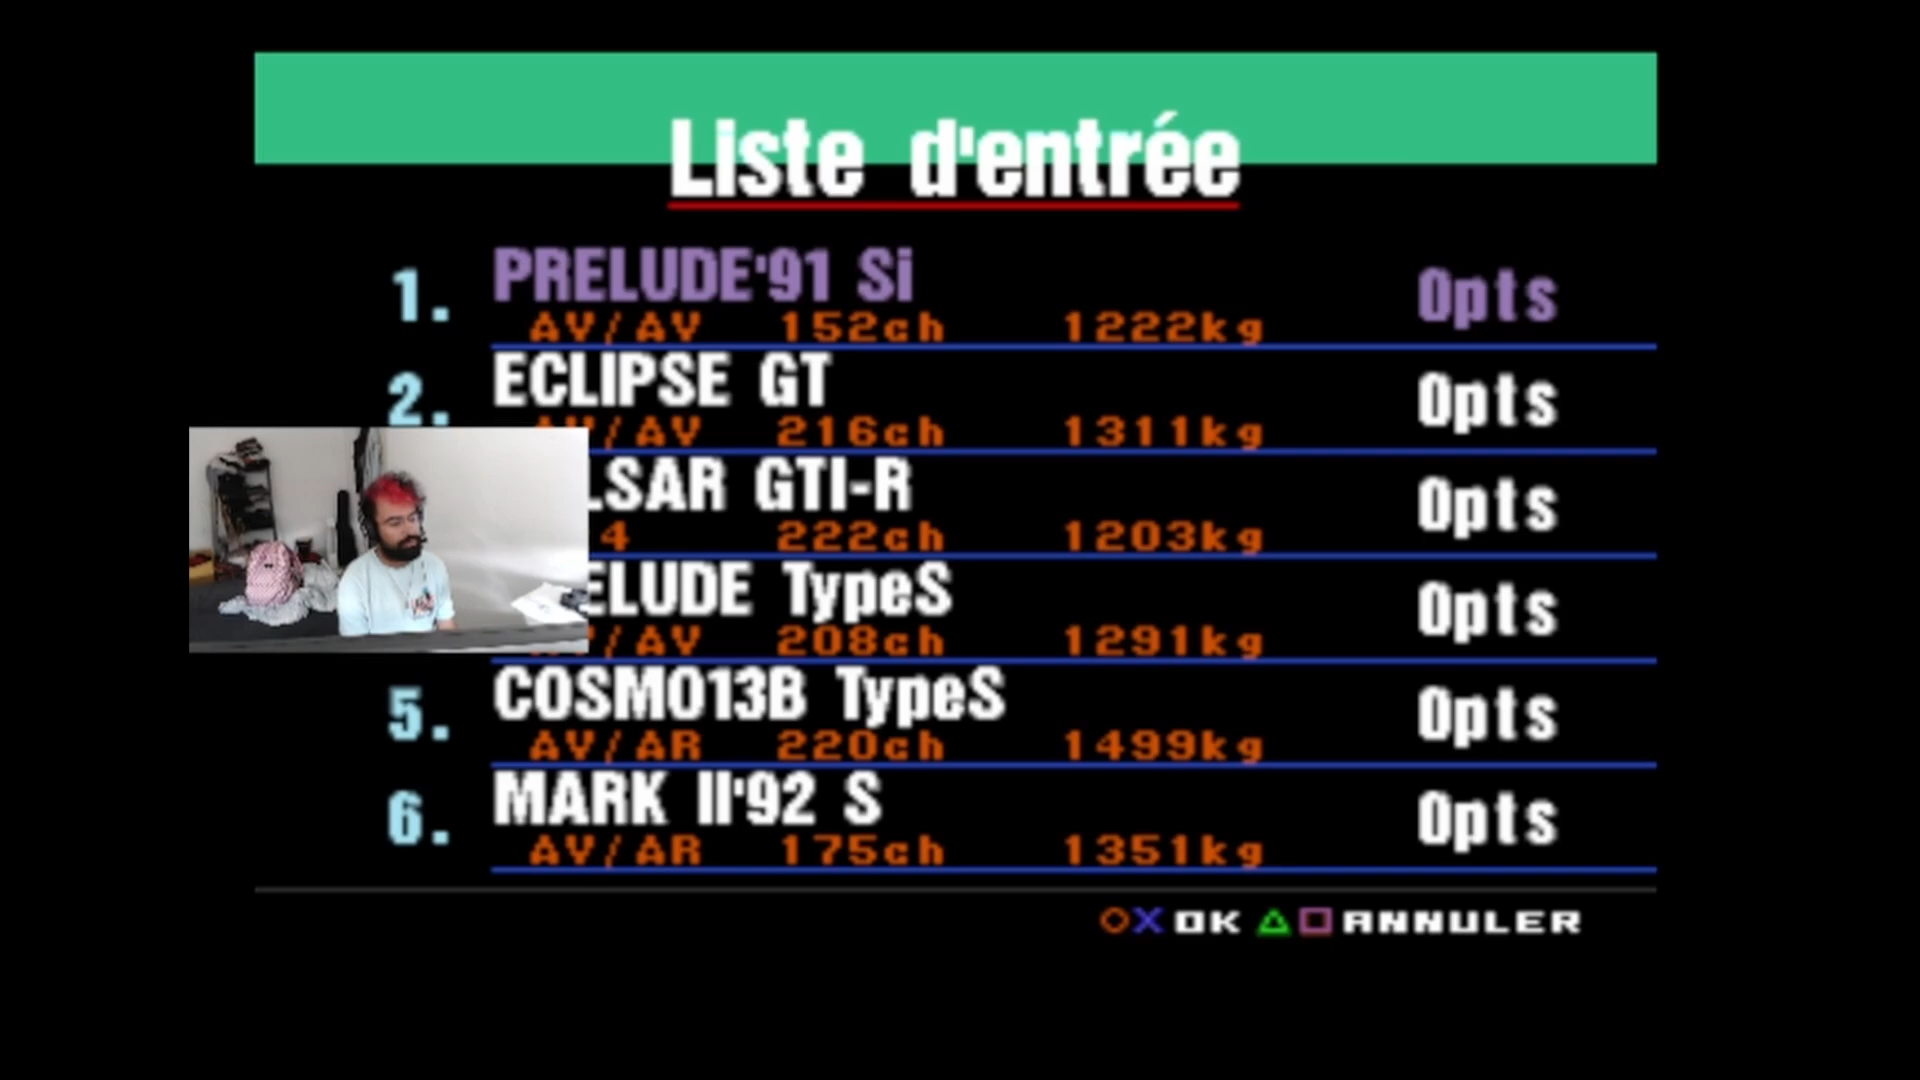 Liste d'entrée
1. PRELUDE'91 Si 0pts
AV/AV 152ch 1222kg
2. ECLIPSE GT 0pts
/AV 216ch 1311kg
LSAR GTI-R 0pts
4 222ch 1203kg
ELUDE TypeS 0pts
/AV 208ch 1291kg
5. COSMO13B TypeS 0pts
AV/AR 220ch 1499kg
6. MARK II'92 S 0pts
AV/AR 175ch 1351kg
OK ANNULER